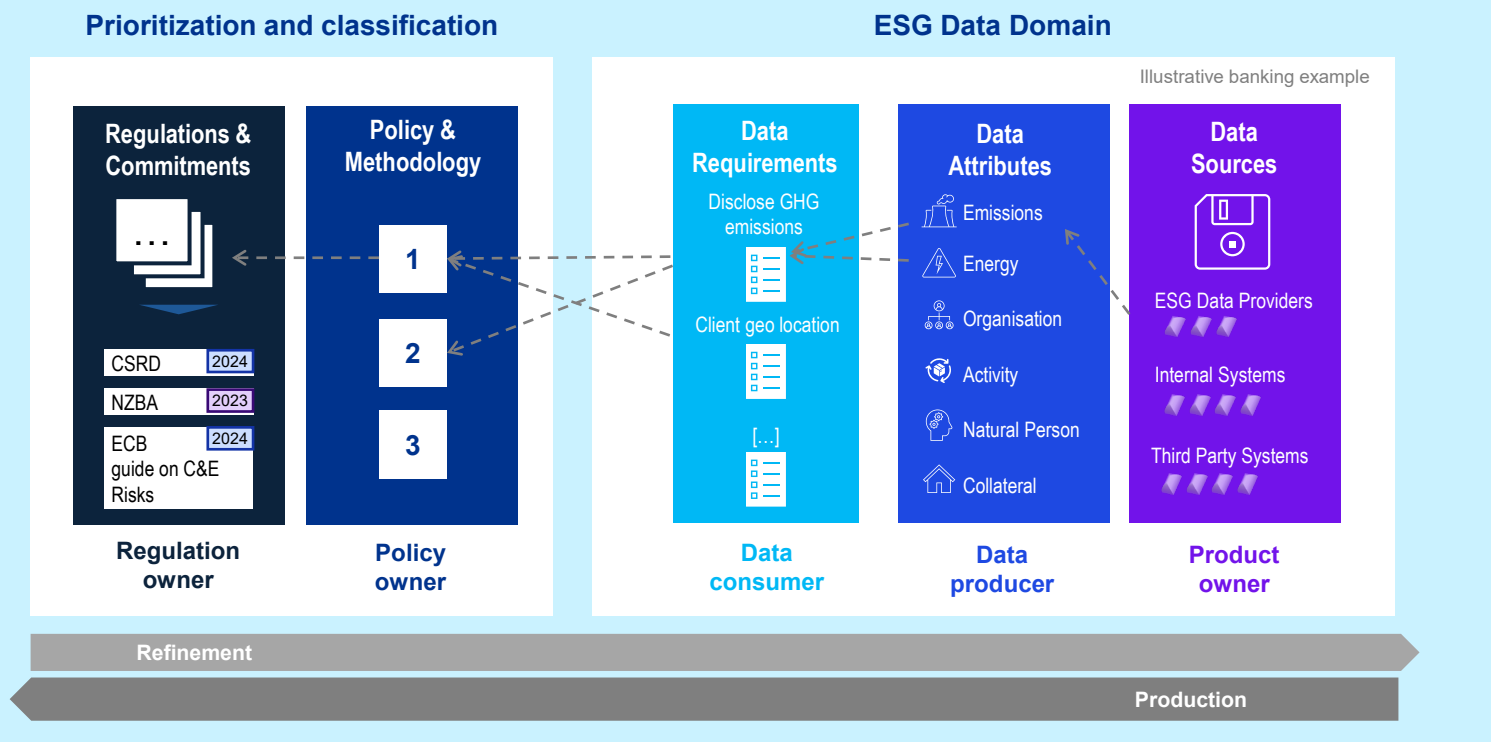 Prioritization and classification
ESG Data Domain
Illustrative banking example
Regulations &
Commitments
...
CSRD 2024
NZBA 2023
ECB 2024
guide on C&E
Risks
Regulation
owner
Policy &
Methodology
1
2
3
Policy
owner
Data
Requirements
Disclose GHG
emissions
Client geo location
[...]
Data
consumer
Data
Attributes
Emissions
Energy
Organisation
Activity
Natural Person
Collateral
Data
producer
Data
Sources
ESG Data Providers
Internal Systems
Third Party Systems
Product
owner
Refinement
Production